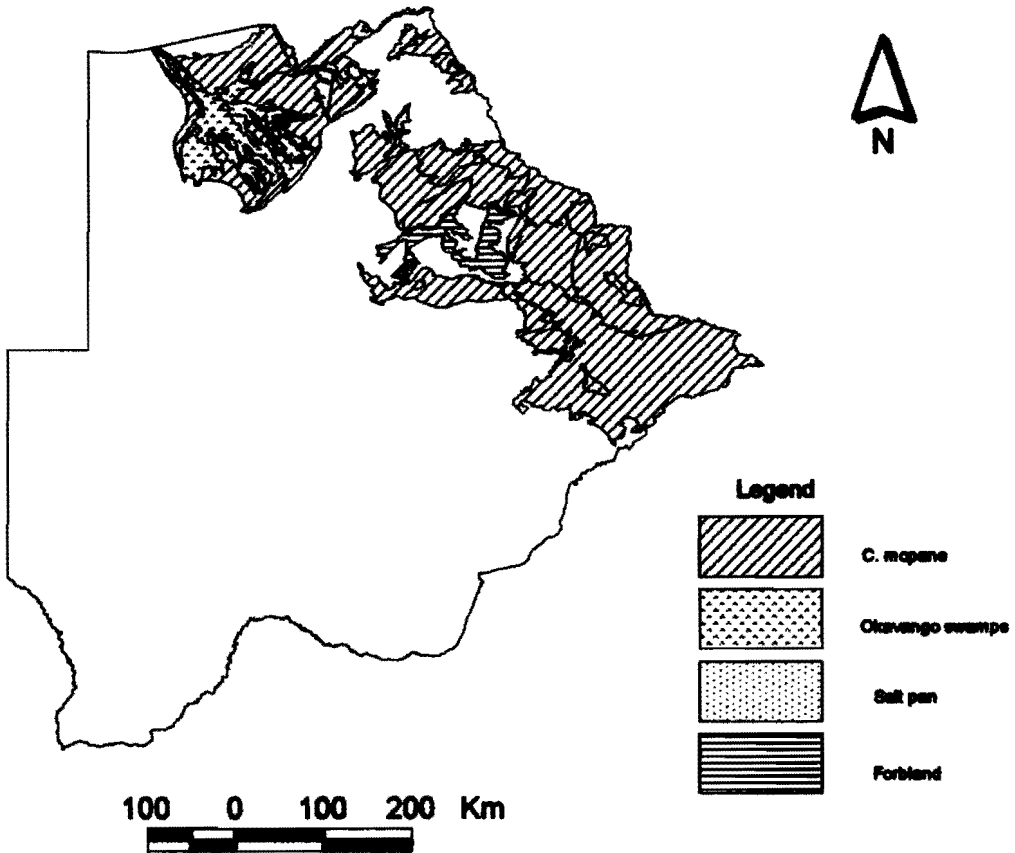 N
Legend
C. mopane
Okavango swamps
Salt pan
Forbland
100 0 100 200 Km